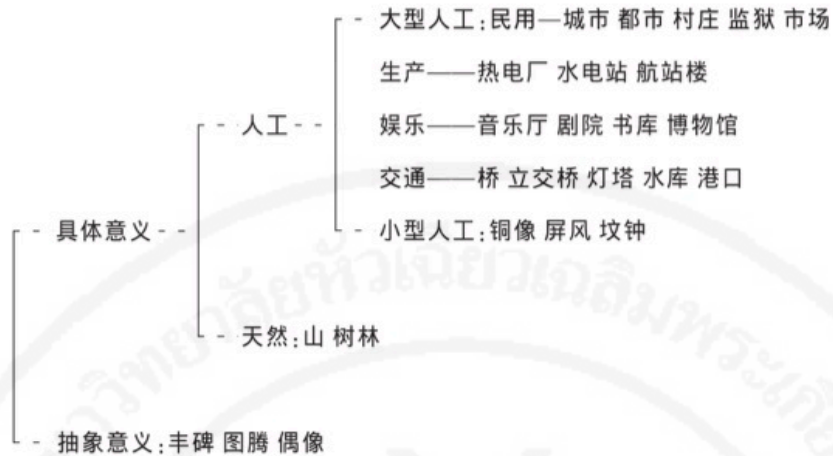 大型人工:民用—城市 都市 村庄 监狱 市场
生产——热电厂 水电站 航站楼
人工
娱乐——音乐厅 剧院 书库 博物馆
交通——桥 立交桥 灯塔 水库 港口
具体意义
小型人工:铜像 屏风 坟钟
天然:山 树林
抽象意义:丰碑 图腾 偶像